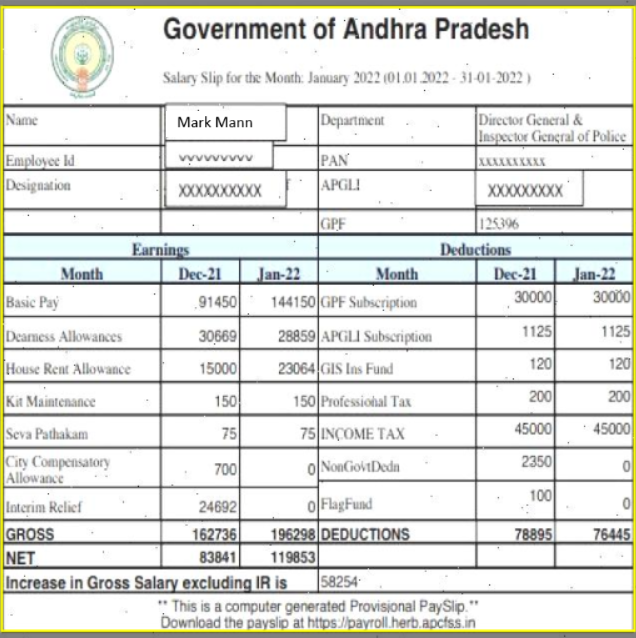 Government of Andhra Pradesh
Salary Slip for the Month: January 2022 (01.01.2022 - 31-01-2022 )
Name Mark Mann Department Director General &
Inspector General of Police
Employee Id vvvvvvvvv PAN xxxxxxxxxx
Designation XXXXXXXXXX APGLI XXXXXXXXX
GPF 125396
Earnings Deductions
Month Dec-21 Jan-22 Month Dec-21 Jan-22
Basic Pay 91450 144150 GPF Subscription 30000 30000
Dearness Allowances 30669 28859 APGLI Subscription 1125 1125
House Rent Allowance 15000 23064 GIS Ins Fund 120 120
Kit Maintenance 150 150 Professional Tax 200 200
Seva Pathakam 75 75 INCOME TAX 45000 45000
City Compensatory
Allowance 700 0 NonGovtDedn 2350 0
Interim Relief 24692 0 FlagFund 100 0
GROSS 162736 196298 DEDUCTIONS 78895 76445
NET 83841 119853
Increase in Gross Salary excluding IR is 58254
** This is a computer generated Provisional PaySlip.**
Download the payslip at https://payroll.herb.apcfss.in